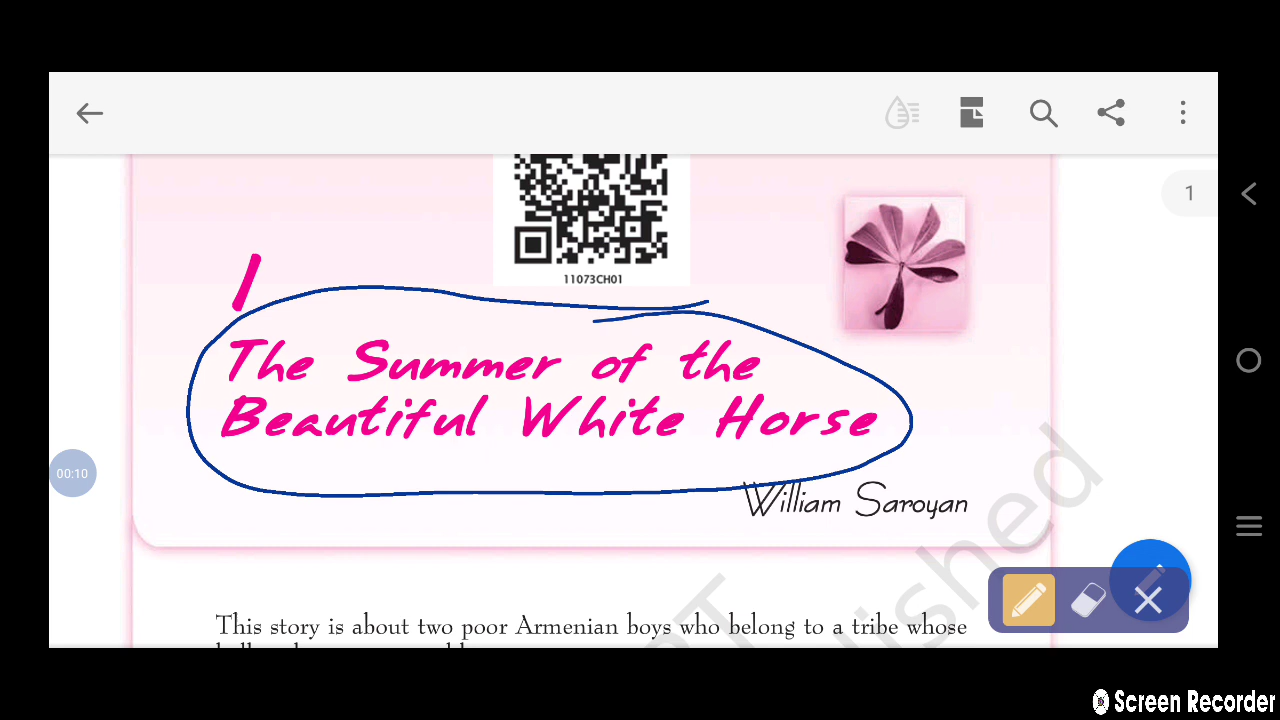 1
11073CH01
1
The Summer of the
Beautiful White Horse
William Saroyan
00:10
This story is about two poor Armenian boys who belong to a tribe whose
Screen Recorder